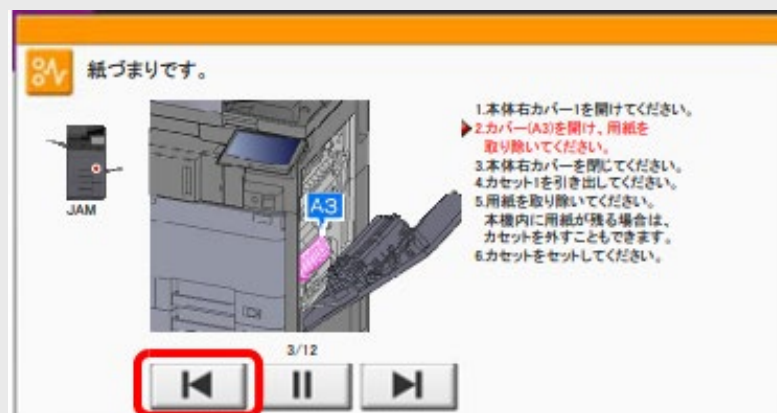 紙づまりです。
JAM
A3
1.本体右カバー1を開けてください。
2.カバー(A3)を開け、用紙を
取り除いてください。
3.本体右カバーを閉じてください。
4.カセット1を引き出してください。
5.用紙を取り除いてください。
本機内に用紙が残る場合は、
カセットを外すこともできます。
6.カセットをセットしてください。
3/12